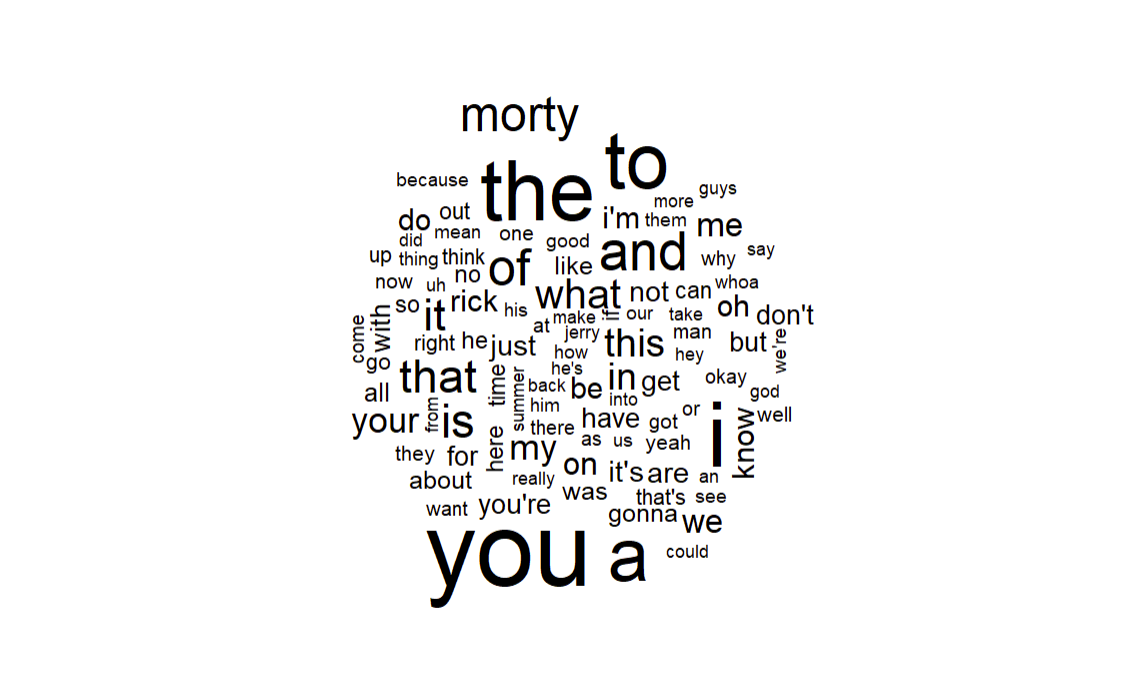 morty
to
the
because
guys
more
out
do
i'm
them
me
did
mean
one
good
and
say
up
thing
think
of
like
why
no
now
uh
what
not
can
whoa
so
it
rick
his
oh
don't
with
make
if
our
take
at
jerry
come
right
he
just
this
man
but
we're
how
hey
go
that
time
he's
in
get
okay
all
summer
back
be
god
into
your
from
is
him
there
have
got
or
i
know
well
here
my
as
us
yeah
they
for
on
it's
are
an
about
really
was
that's
see
want
you're
gonna
we
you
a
could